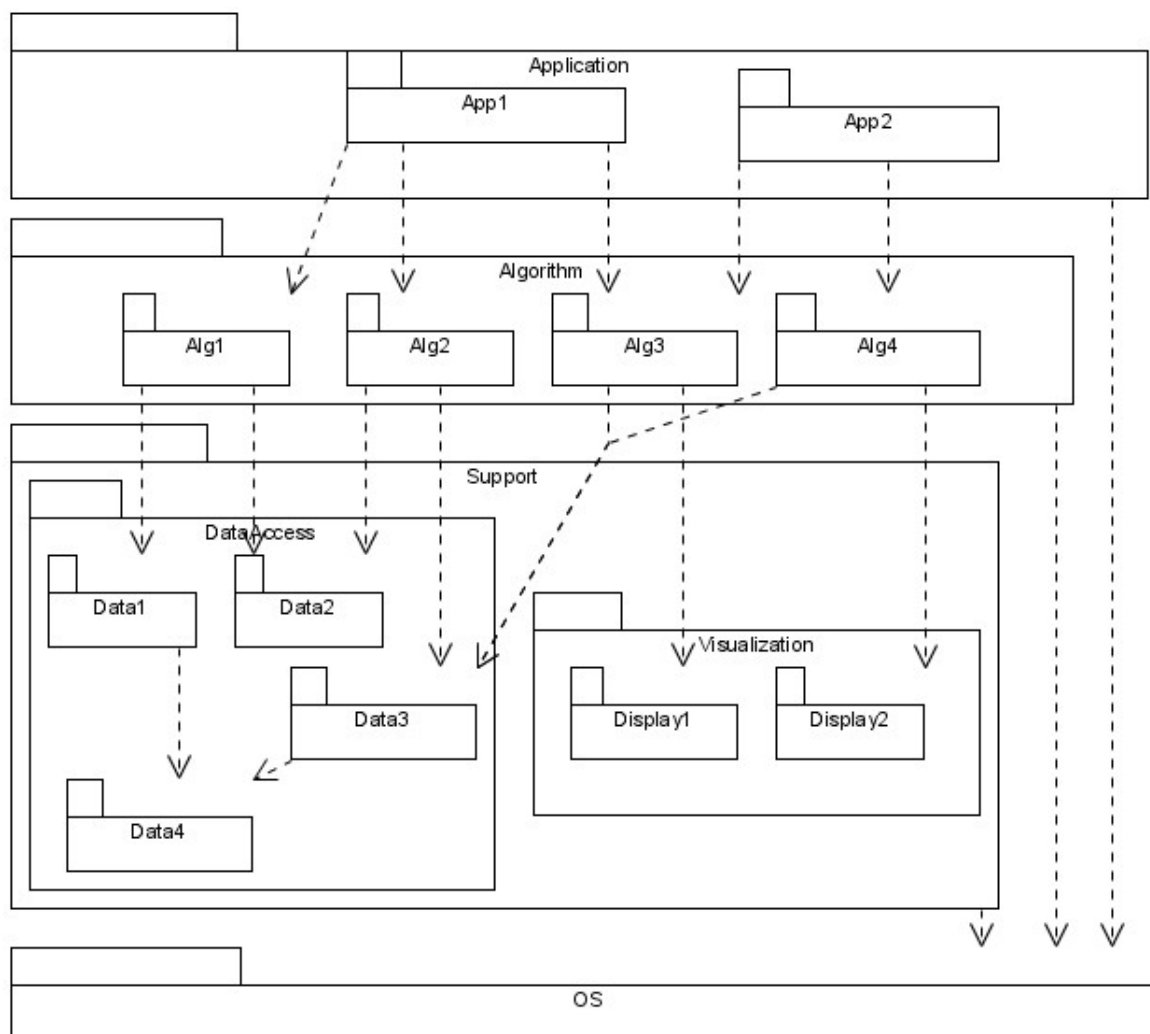 Application
App1
App2
Algorithm
Alg1
Alg2
Alg3
Alg4
Support
DataAccess
Data1
Data2
Visualization
Data3
Display1
Display2
Data4
OS